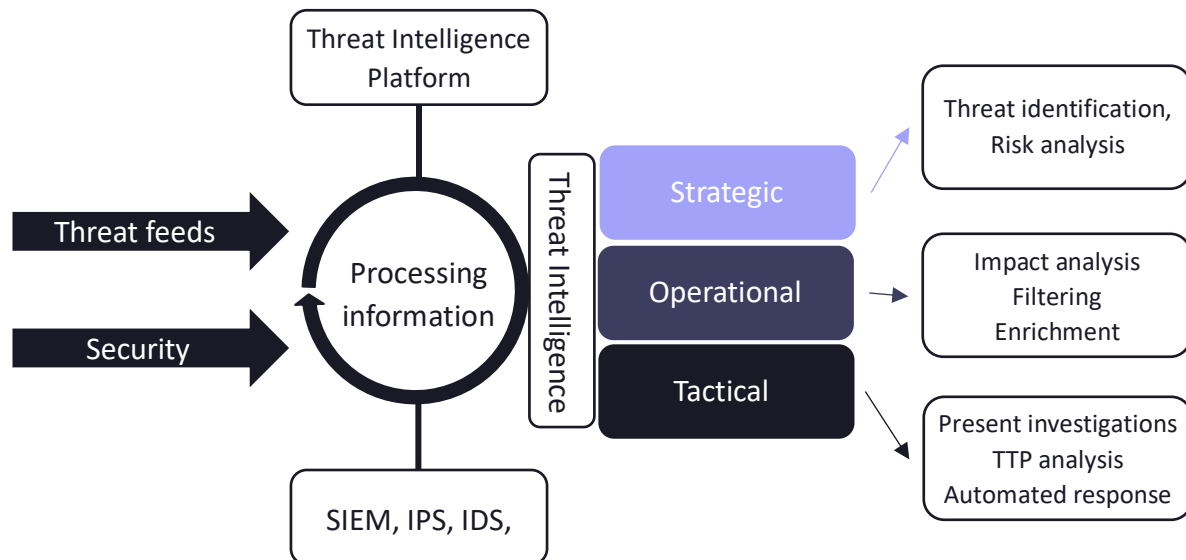 Threat Intelligence
Platform
Threat feeds
Security
Processing
information
SIEM, IPS, IDS,
Threat Intelligence
Strategic
Operational
Tactical
Threat identification,
Risk analysis
Impact analysis
Filtering
Enrichment
Present investigations
TTP analysis
Automated response